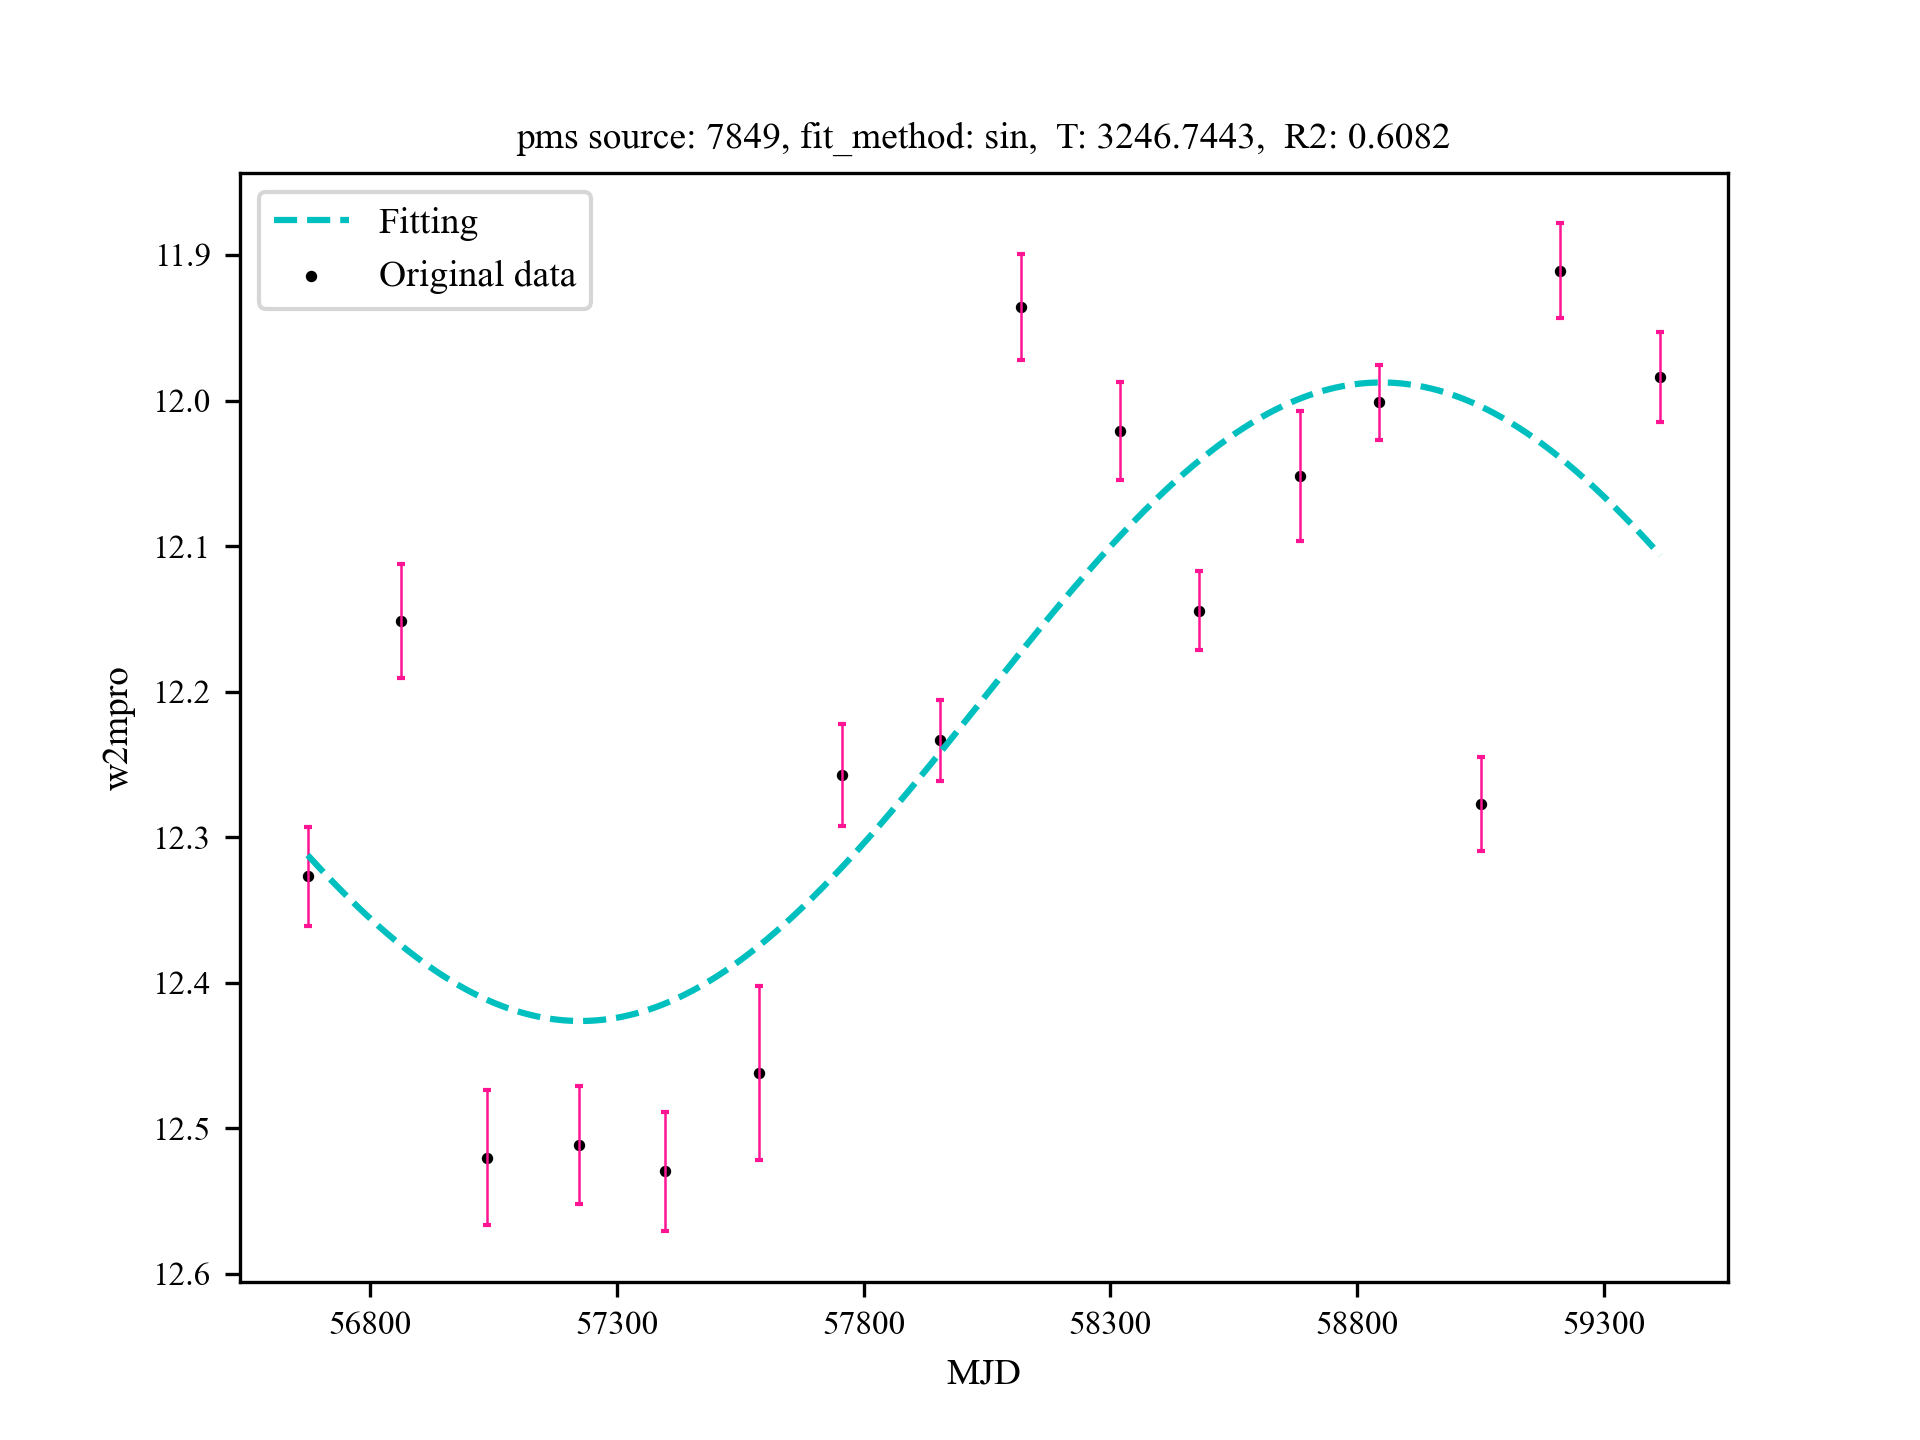 pms source: 7849, fit_method: sin,  T: 3246.7443,  R2: 0.6082
Fitting
Original data
11.9
12.0
12.1
12.2
12.3
12.4
12.5
12.6
w2mpro
56800 57300 57800 58300 58800 59300
MJD